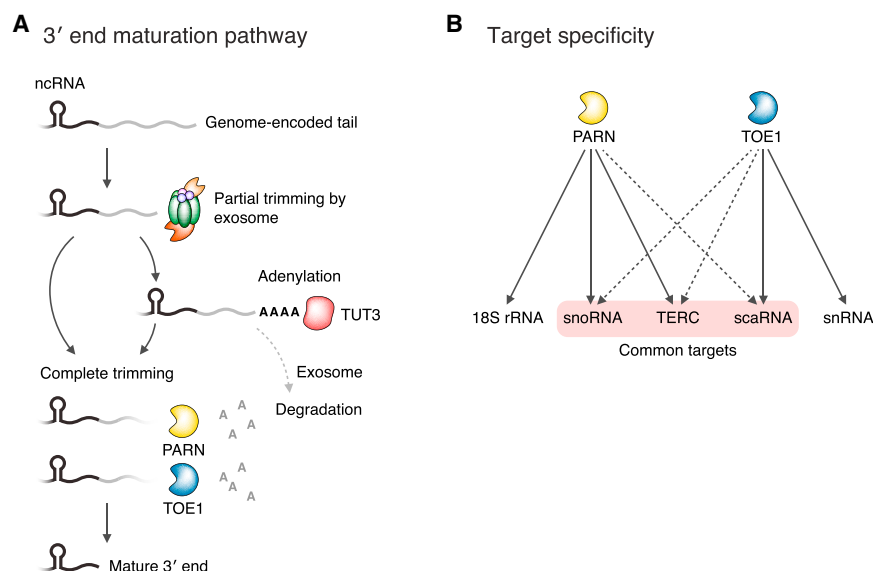 A
3′ end maturation pathway
ncRNA
Genome-encoded tail
Partial trimming by
exosome
Adenylation
AAAA
TUT3
Exosome
Degradation
Complete trimming
A
A
A
A
PARN
A
A
A
A
TOE1
Mature 3′ end
B
Target specificity
PARN
TOE1
18S rRNA
snoRNA
TERC
scaRNA
snRNA
Common targets